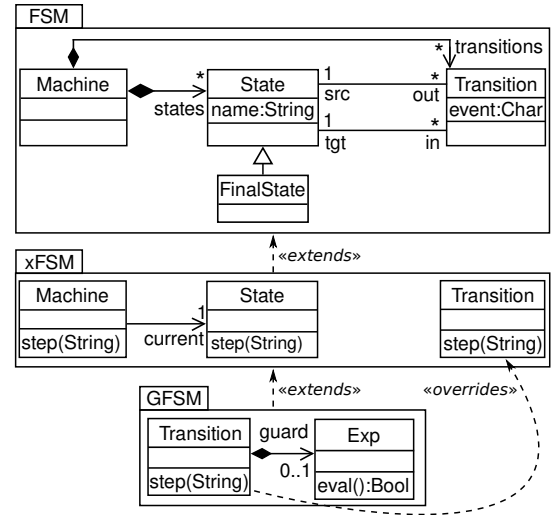 FSM
* transitions
Machine
* State 1 * Transition
states name:String src out event:Char
1 *
tgt in
FinalState
«extends»
xFSM
Machine State Transition
1
step(String) current step(String) step(String)
«extends» «overrides»
GFSM
Transition guard Exp
step(String) 0..1 eval():Bool